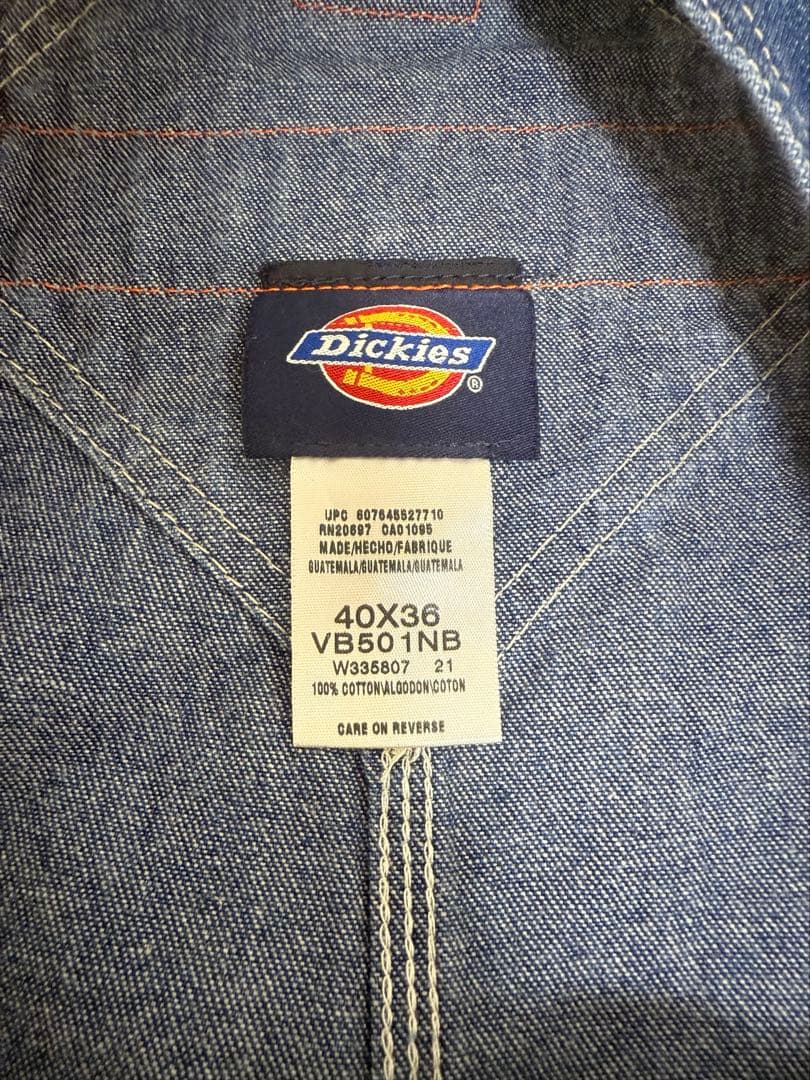 Dickies
®
UPC 607645527710
RN20697 CA01095
MADE/HECHO/FABRIQUE
GUATEMALA/GUATEMALA/GUATEMALA
40X36
VB501NB
W335807 21
100% COTTON\ALGODON\COTON
CARE ON REVERSE